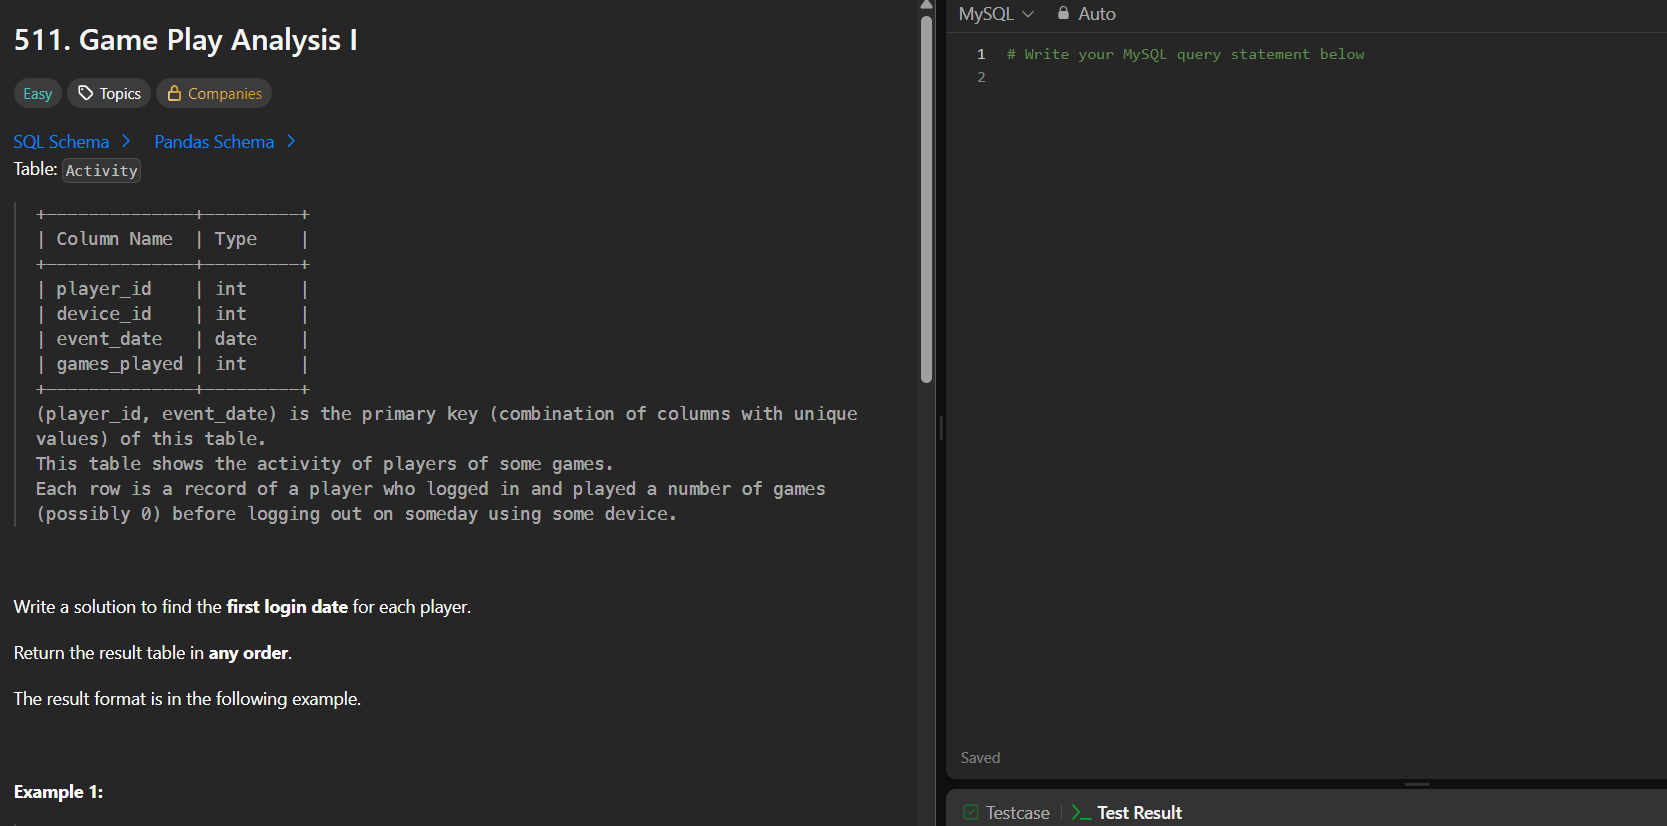 511. Game Play Analysis I
Easy Topics Companies
SQL Schema > Pandas Schema >
Table: Activity
+--------------+---------+
| Column Name  | Type    |
+--------------+---------+
| player_id    | int     |
| device_id    | int     |
| event_date   | date    |
| games_played | int     |
+--------------+---------+
(player_id, event_date) is the primary key (combination of columns with unique
values) of this table.
This table shows the activity of players of some games.
Each row is a record of a player who logged in and played a number of games
(possibly 0) before logging out on someday using some device.
Write a solution to find the first login date for each player.
Return the result table in any order.
The result format is in the following example.
Example 1:
MySQL Auto
1 # Write your MySQL query statement below
2
Saved
Testcase | >_ Test Result